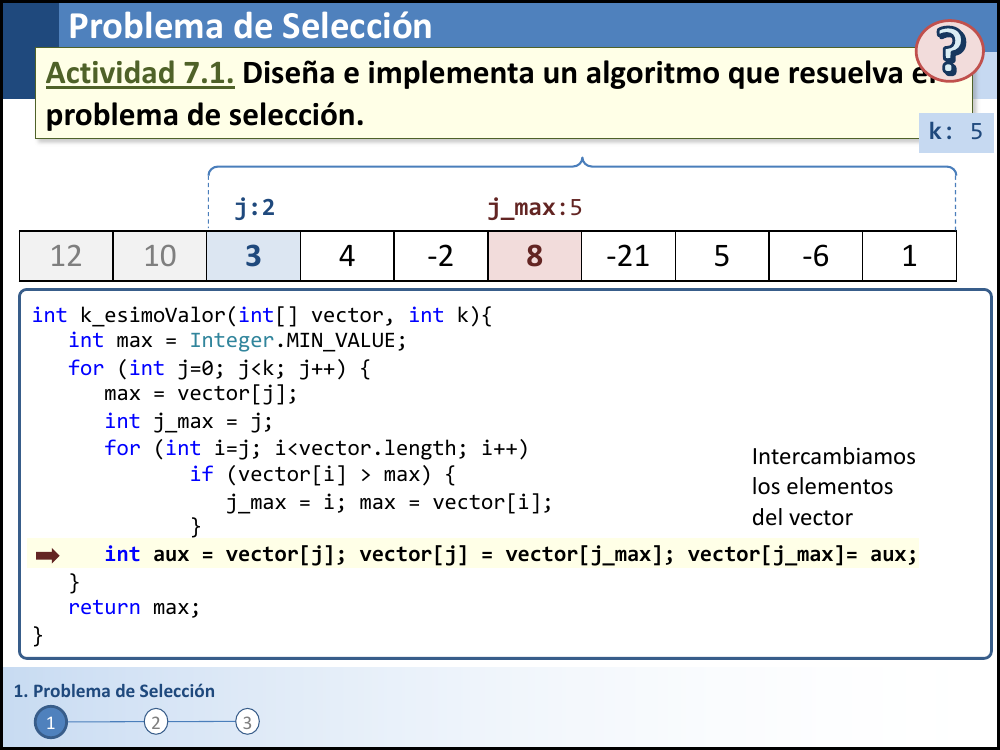 Problema de Selección
?
Actividad 7.1. Diseña e implementa un algoritmo que resuelva el
problema de selección.
k: 5
j:2 j_max:5
12 10 3 4 -2 8 -21 5 -6 1
int k_esimoValor(int[] vector, int k){
int max = Integer.MIN_VALUE;
for (int j=0; j<k; j++) {
max = vector[j];
int j_max = j;
for (int i=j; i<vector.length; i++)
if (vector[i] > max) {
j_max = i; max = vector[i];
}
Intercambiamos
los elementos
del vector
int aux = vector[j]; vector[j] = vector[j_max]; vector[j_max]= aux;
}
return max;
}
1. Problema de Selección
1 2 3